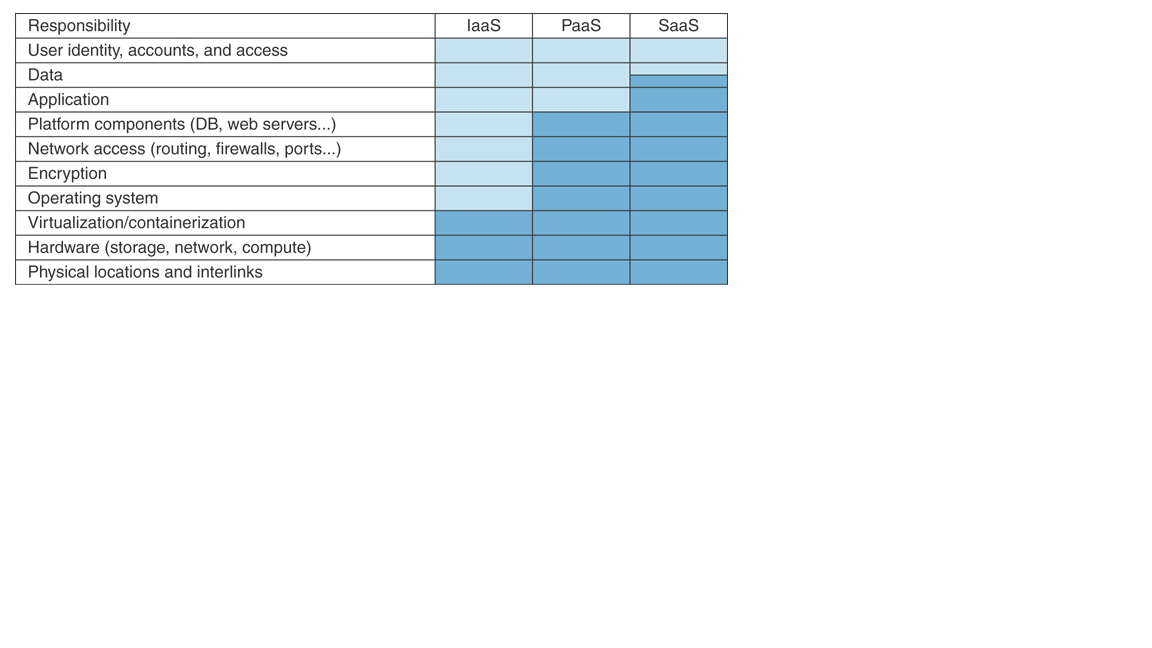 Responsibility IaaS PaaS SaaS
User identity, accounts, and access
Data
Application
Platform components (DB, web servers...)
Network access (routing, firewalls, ports...)
Encryption
Operating system
Virtualization/containerization
Hardware (storage, network, compute)
Physical locations and interlinks